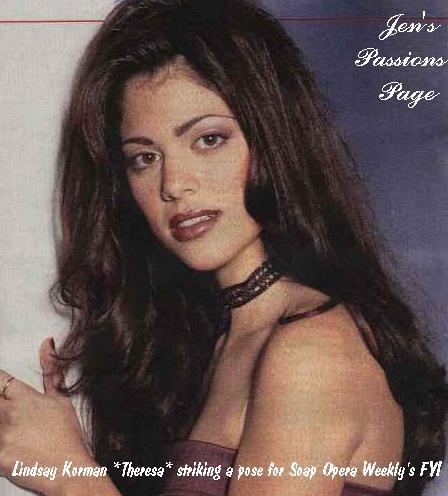 Jen's
Passions
Page
Lindsay Korman *Theresa* striking a pose for Soap Opera Weekly's FYI